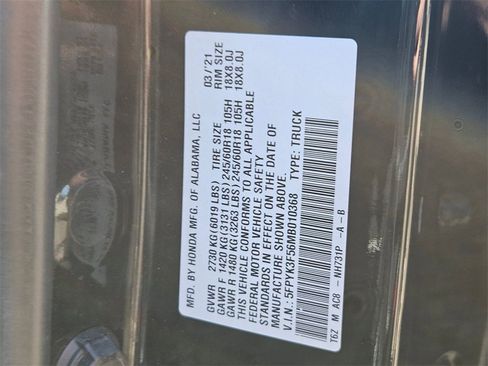 MFD. BY HONDA MFG. OF ALABAMA, LLC 03/'21
GVWR 2730 KG (6019 LBS) TIRE SIZE RIM SIZE
GAWR F 1420 KG (3131 LBS) 245/60R18 105H 18X8.0J
GAWR R 1480 KG (3263 LBS) 245/60R18 105H 18X8.0J
THIS VEHICLE CONFORMS TO ALL APPLICABLE
FEDERAL MOTOR VEHICLE SAFETY
STANDARDS IN EFFECT ON THE DATE OF
MANUFACTURE SHOWN ABOVE.
V.I.N.: 5FPYK3F56MB010368 TYPE: TRUCK
T6Z M AC8 - NH731P -A -B